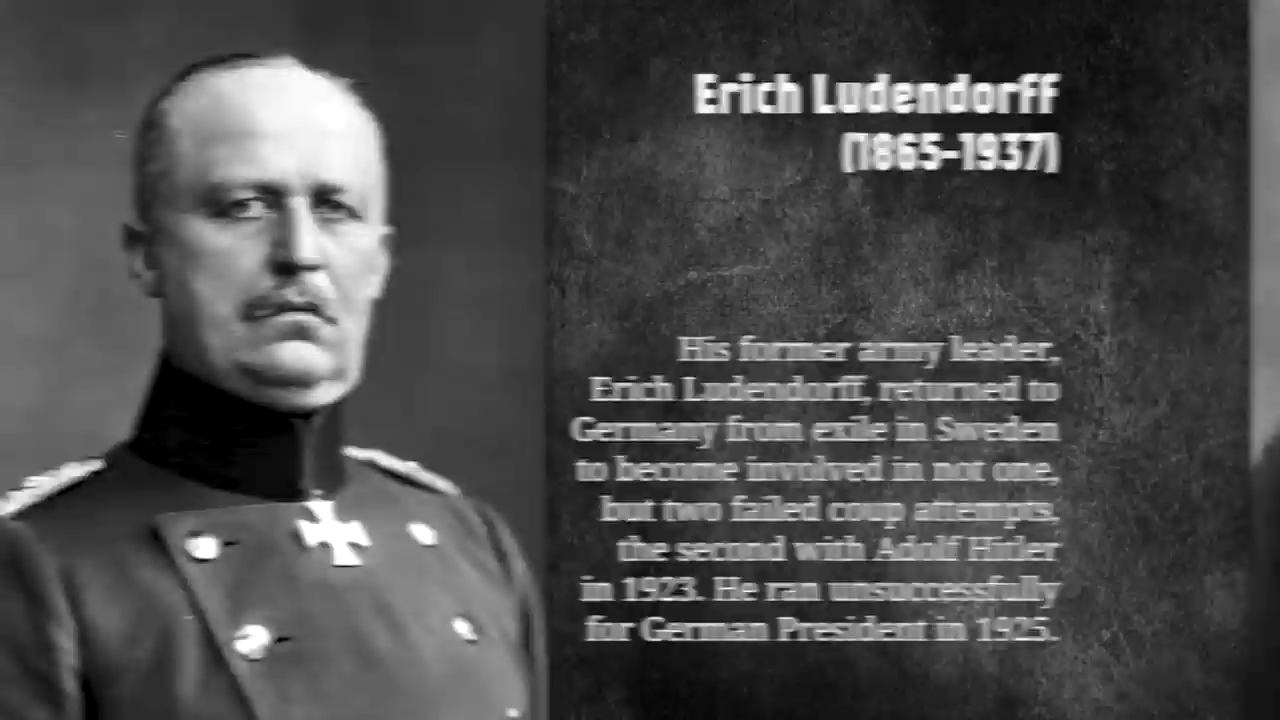 Erich Ludendorff
(1865-1937)
His former army leader,
Erich Ludendorff, returned to
Germany from exile in Sweden
to become involved in not one,
but two failed coup attempts,
the second with Adolf Hitler
in 1923. He ran unsuccessfully
for German President in 1925.